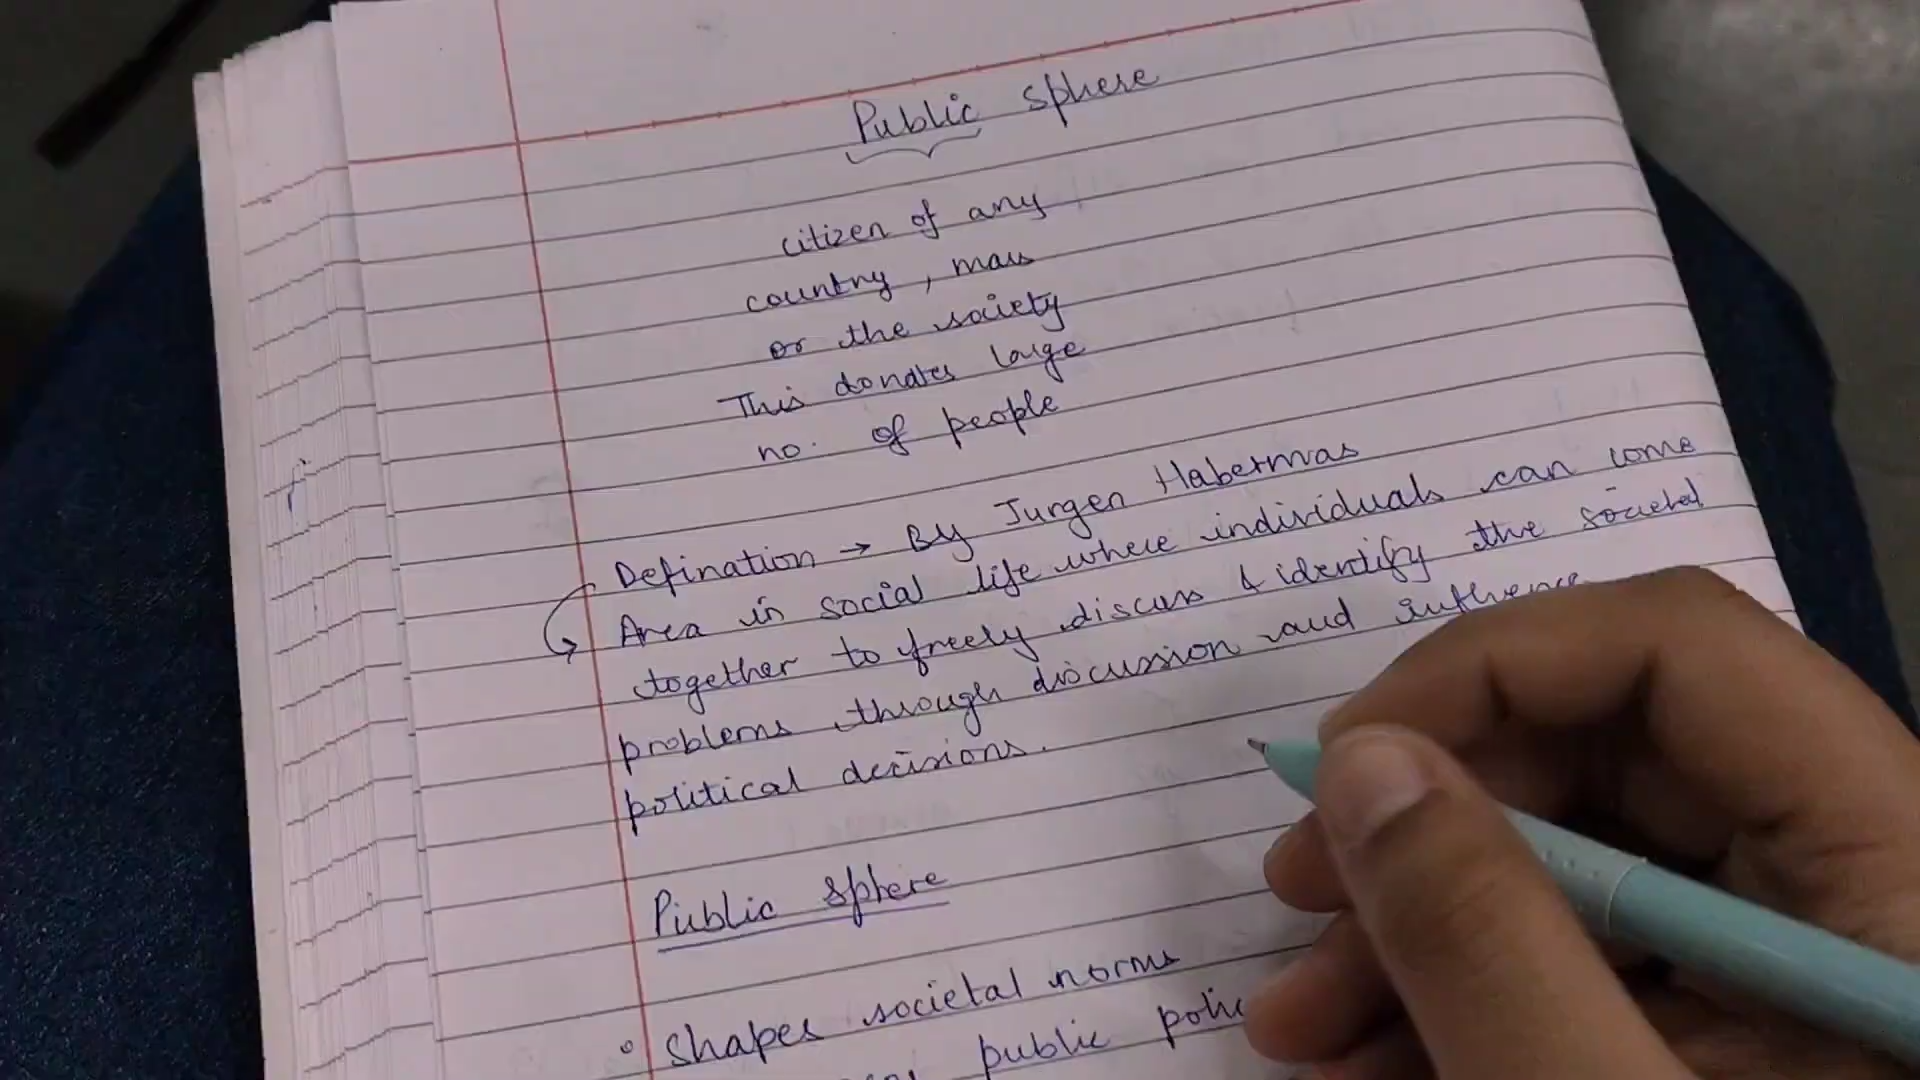 Public sphere
citizen of any
country, mass
or the society
This donates large
no. of people
Defination → By Jurgen Habermas
Area in social life where individuals can come
together to freely discuss & identify the societal
problems through discussion and influence
political decisions.
Public sphere
• Shapes societal norms
public